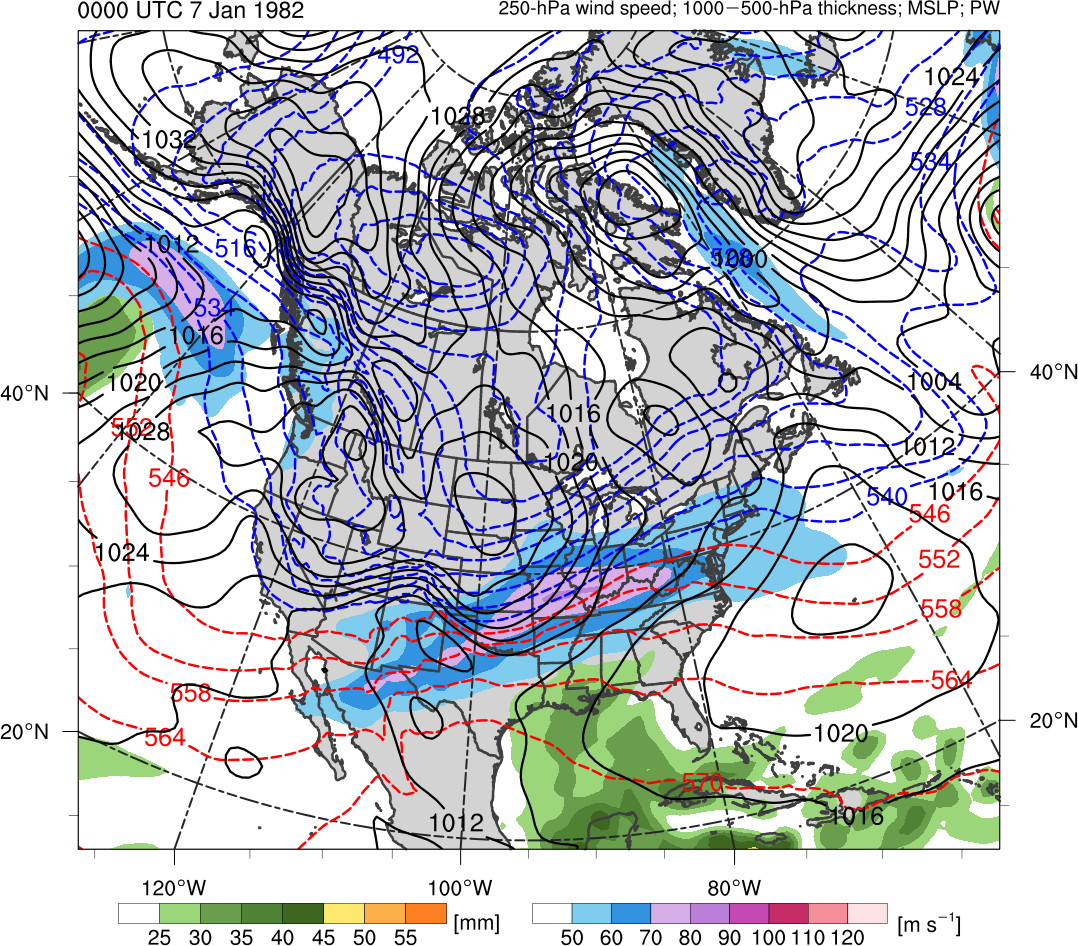 0000 UTC 7 Jan 1982
250-hPa wind speed; 1000−500-hPa thickness; MSLP; PW
492
1024
528
1028
1032
534
1012
516
1000
534
1016
1020
1004
40°N
40°N
1016
1028
1012
1020
546
540
1016
546
1024
552
558
558
564
20°N
20°N
564
1020
570
1016
1012
120°W
100°W
80°W
[mm]
[m s⁻¹]
25 30 35 40 45 50 55
50 60 70 80 90 100 110 120